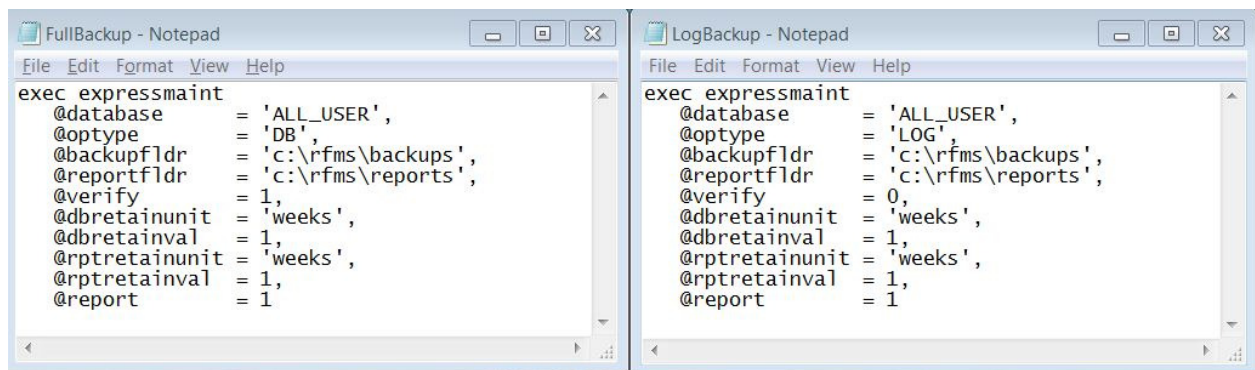 FullBackup - Notepad
File Edit Format View Help
exec expressmaint
@database = 'ALL_USER',
@optype = 'DB',
@backupfldr = 'c:\rfms\backups',
@reportfldr = 'c:\rfms\reports',
@verify = 1,
@dbretainunit = 'weeks',
@dbretainval = 1,
@rptretainunit = 'weeks',
@rptretainval = 1,
@report = 1
LogBackup - Notepad
File Edit Format View Help
exec expressmaint
@database = 'ALL_USER',
@optype = 'LOG',
@backupfldr = 'c:\rfms\backups',
@reportfldr = 'c:\rfms\reports',
@verify = 0,
@dbretainunit = 'weeks',
@dbretainval = 1,
@rptretainunit = 'weeks',
@rptretainval = 1,
@report = 1